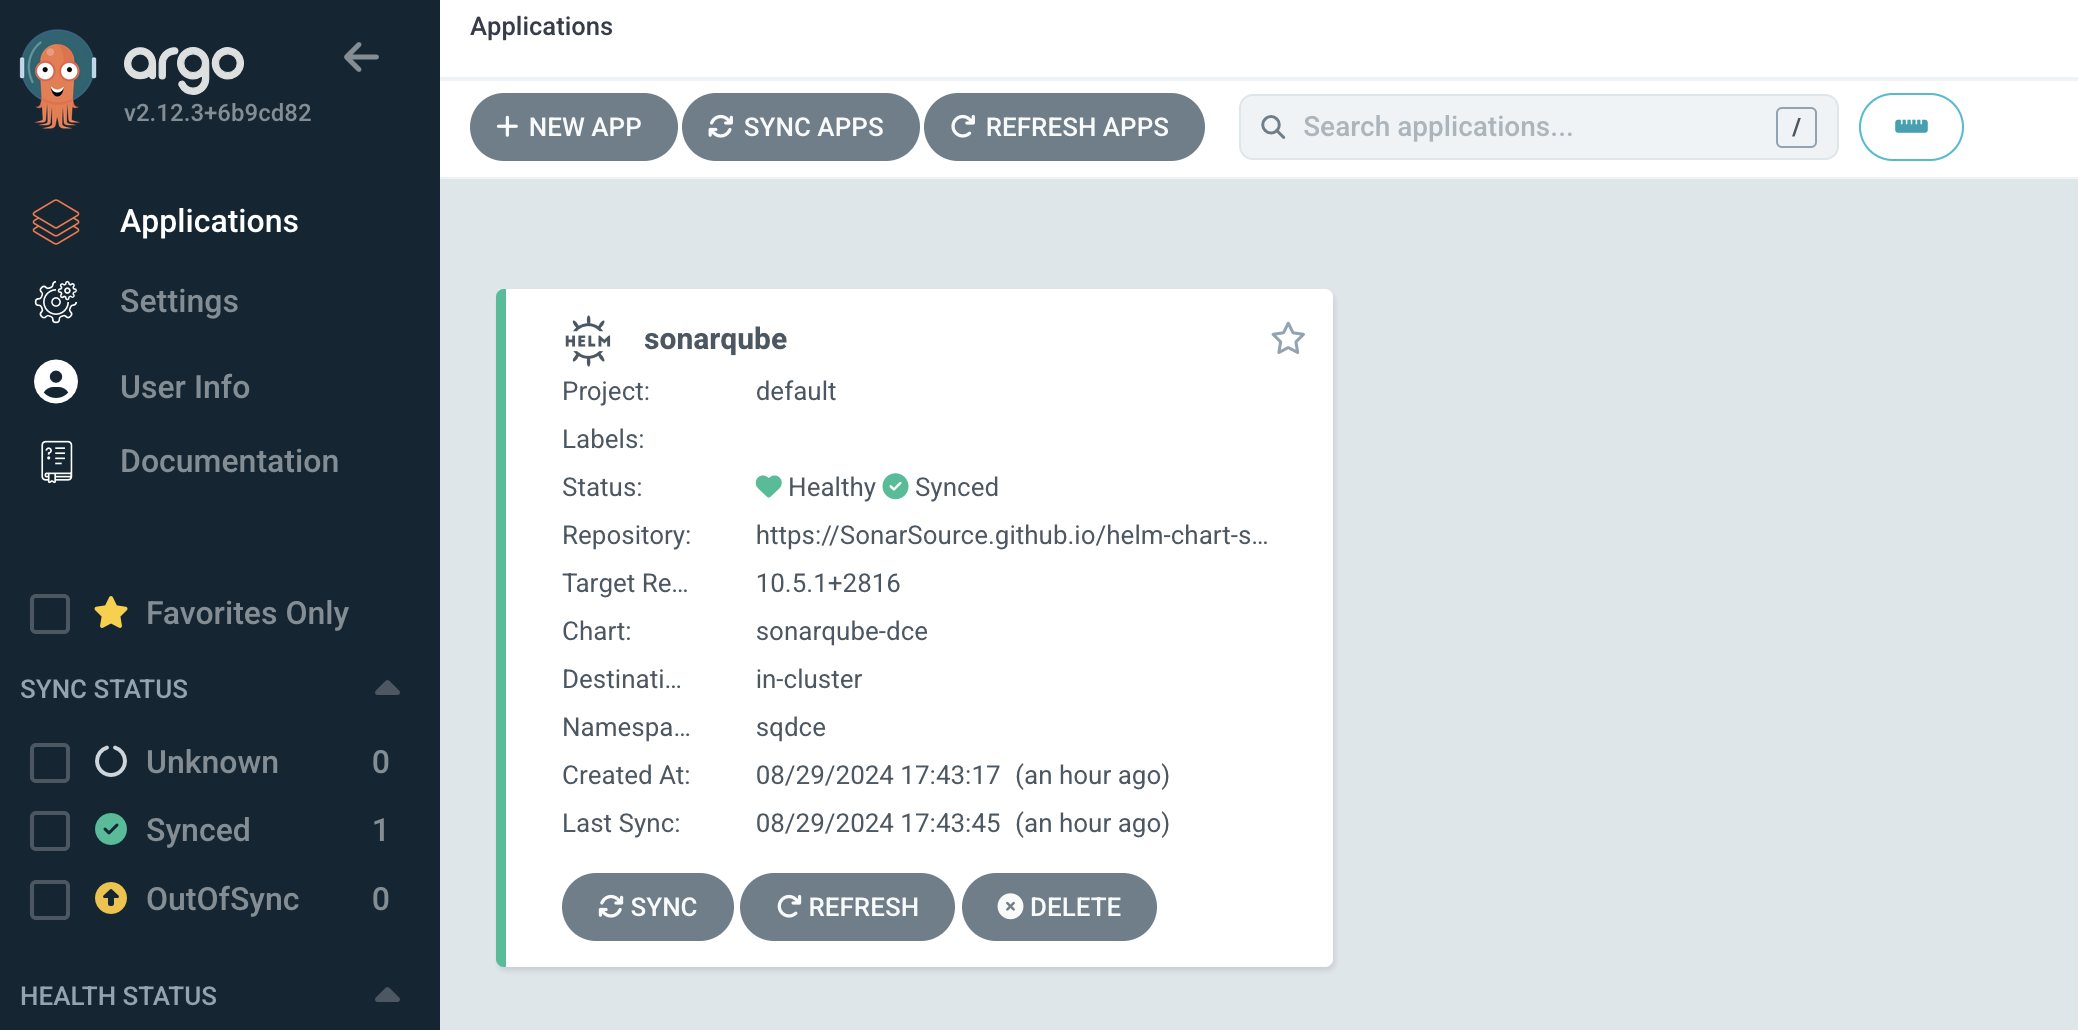 argo
v2.12.3+6b9cd82
Applications
Settings
User Info
Documentation
Favorites Only
SYNC STATUS
Unknown 0
Synced 1
OutOfSync 0
HEALTH STATUS
Applications
+ NEW APP SYNC APPS REFRESH APPS Search applications... /
HELM sonarqube
Project: default
Labels:
Status: Healthy Synced
Repository: https://SonarSource.github.io/helm-chart-s...
Target Re... 10.5.1+2816
Chart: sonarqube-dce
Destinati... in-cluster
Namespa... sqdce
Created At: 08/29/2024 17:43:17 (an hour ago)
Last Sync: 08/29/2024 17:43:45 (an hour ago)
SYNC REFRESH DELETE